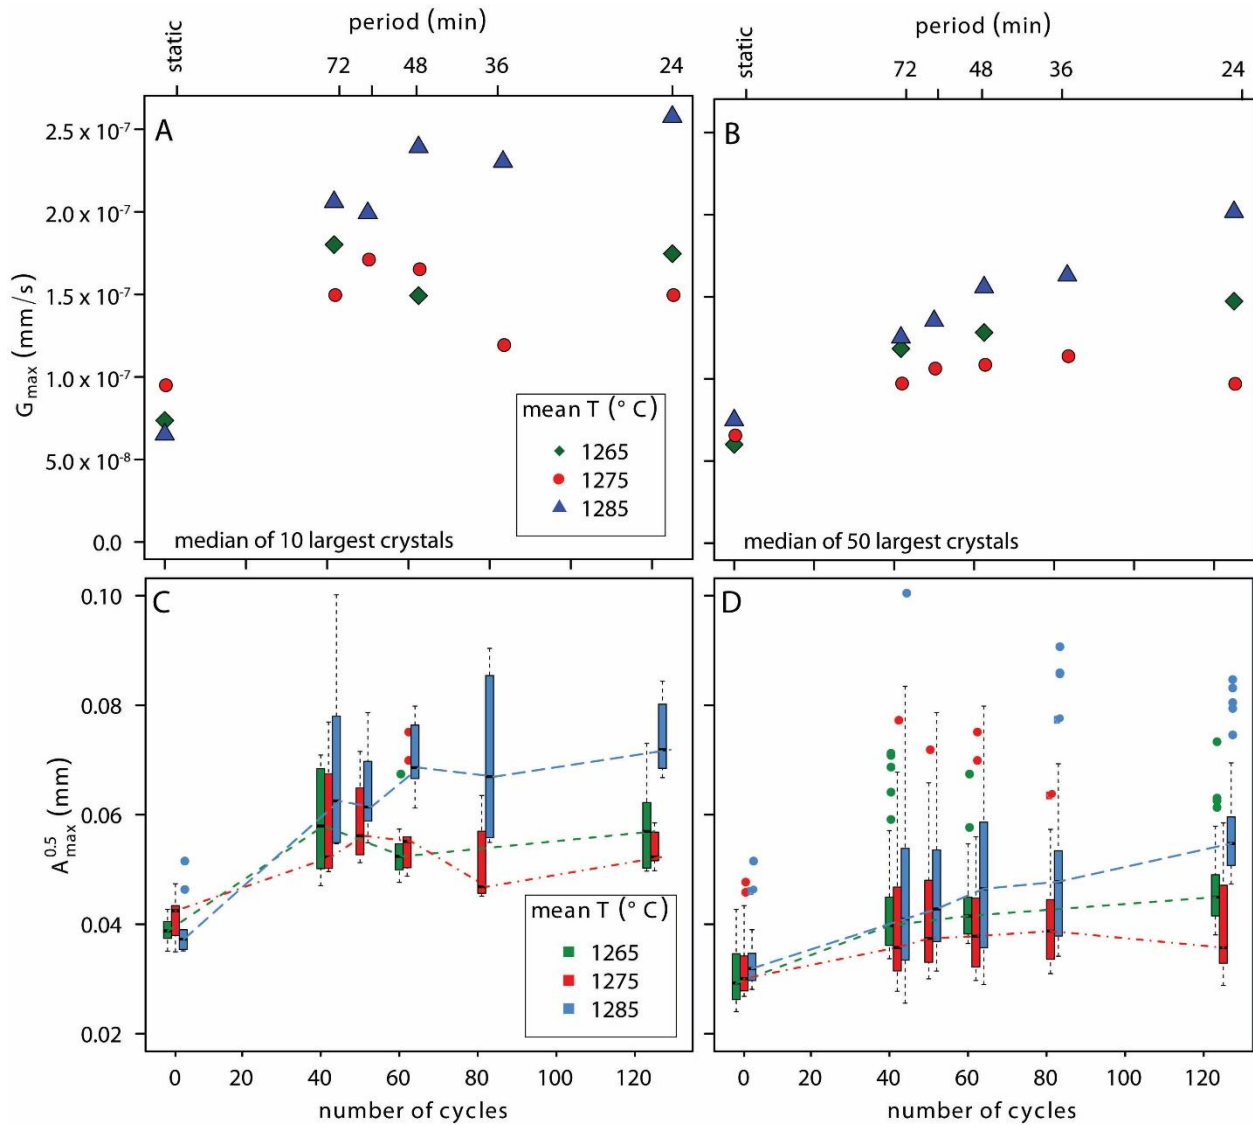 period (min)
period (min)
static
72
48
36
24
static
72
48
36
24
A
B
2.5 x 10-7
2.0 x 10-7
1.5 x 10-7
1.0 x 10-7
5.0 x 10-8
0.0
Gmax (mm/s)
mean T (° C)
1265
1275
1285
median of 10 largest crystals
median of 50 largest crystals
C
D
0.10
0.08
0.06
0.04
0.02
A0.5max (mm)
mean T (° C)
1265
1275
1285
0
20
40
60
80
100
120
0
20
40
60
80
100
120
number of cycles
number of cycles